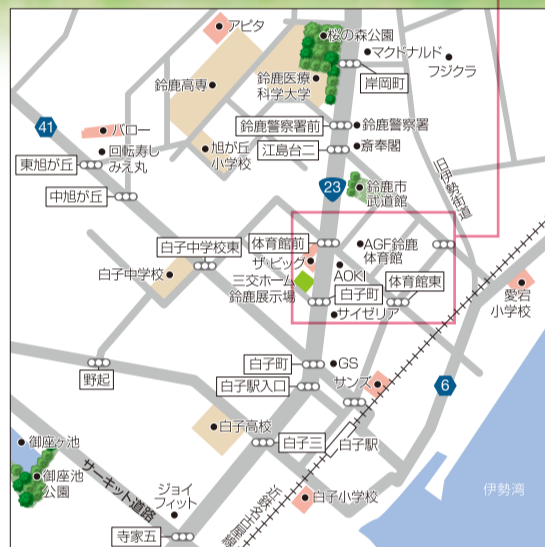 アピタ
桜の森公園
マクドナルド
フジクラ
岸岡町
鈴鹿高専
鈴鹿医療
科学大学
41
バロー
回転寿し
みえ丸
旭が丘
小学校
鈴鹿警察署前
鈴鹿警察署
江島台二
斎奉閣
東旭が丘
中旭が丘
23
鈴鹿市
武道館
旧伊勢街道
白子中学校東
体育館前
AGF鈴鹿
体育館
白子中学校
ザ・ビッグ
AOKI
三交ホーム
鈴鹿展示場
白子町
体育館東
サイゼリア
愛宕
小学校
野起
白子町
GS
白子駅入口
サンズ
6
白子高校
白子三
白子駅
御座ケ池
御座池
公園
サーキット道路
ジョイ
フィット
寺家五
白子小学校
近鉄名古屋線
伊勢湾